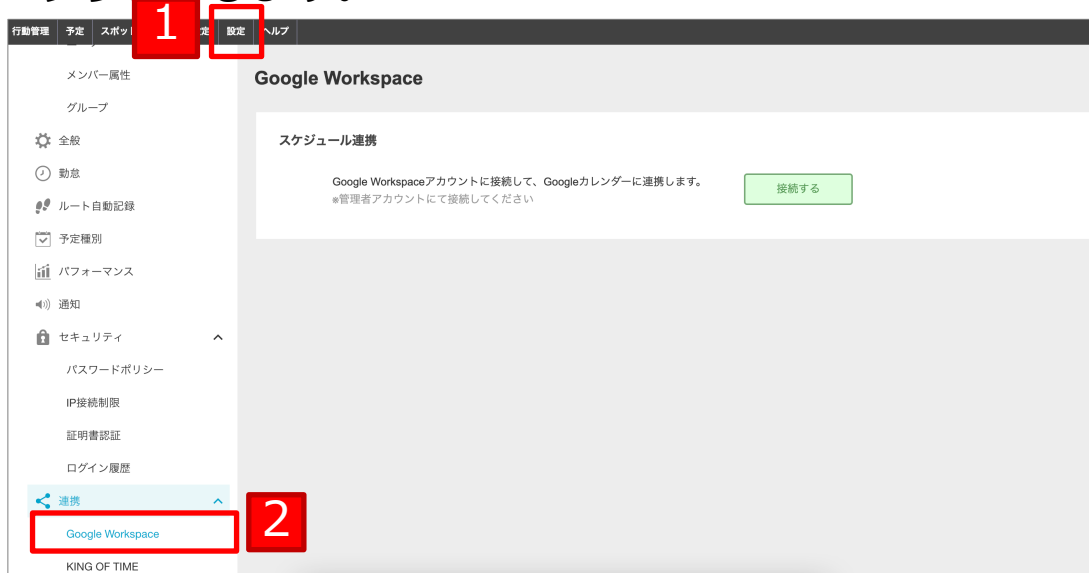 します。
1
行動管理 予定 スポッ 定 設定 ヘルプ
メンバー属性
グループ
全般
勤怠
ルート自動記録
予定種別
パフォーマンス
通知
セキュリティ
パスワードポリシー
IP接続制限
証明書認証
ログイン履歴
連携
Google Workspace
2
KING OF TIME
Google Workspace
スケジュール連携
Google Workspaceアカウントに接続して、Googleカレンダーに連携します。
※管理者アカウントにて接続してください
接続する